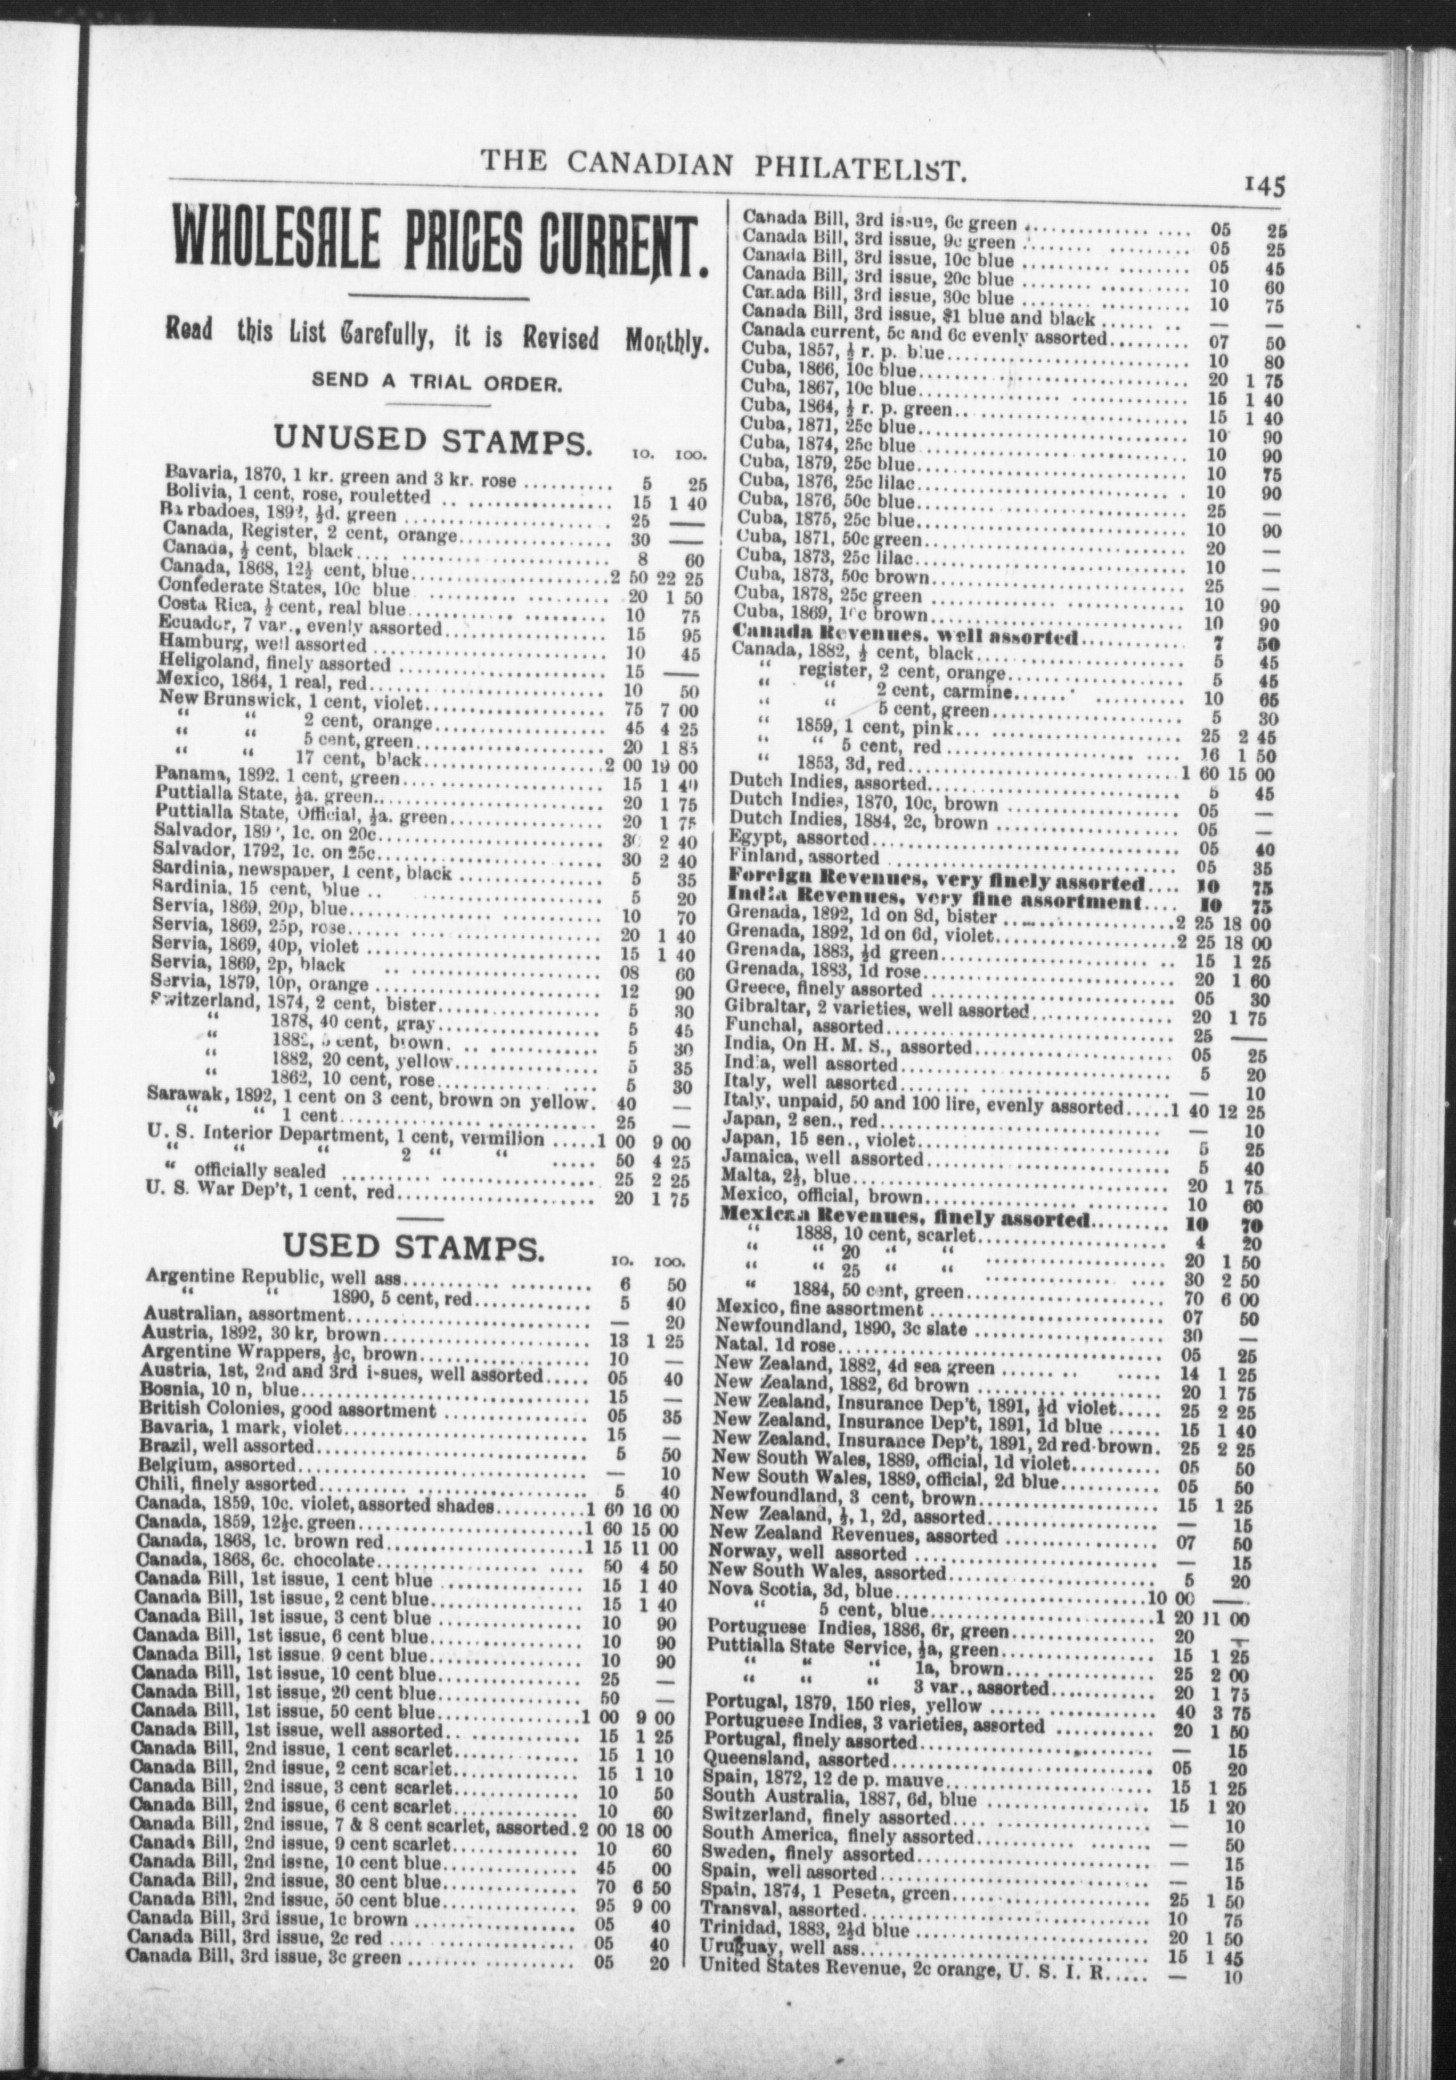 THE CANADIAN PHILATELIST.
145
WHOLESALE PRICES CURRENT.
Read this List Carefully, it is Revised Monthly.
SEND A TRIAL ORDER.
UNUSED STAMPS.
10. 100.
Bavaria, 1870, 1 kr. green and 3 kr. rose .......... 5 25
Bolivia, 1 cent, rose, rouletted .......... 15 1 40
Barbadoes, 1892, ½d. green .......... 25 —
Canada, Register, 2 cent, orange .......... 30 —
Canada, ½ cent, black .......... 8 60
Canada, 1868, 12½ cent, blue .......... 2 50 22 25
Confederate States, 10c blue .......... 20 1 50
Costa Rica, ½ cent, real blue .......... 10 75
Ecuador, 7 var., evenly assorted .......... 15 95
Hamburg, well assorted .......... 10 45
Heligoland, finely assorted .......... 15 —
Mexico, 1864, 1 real, red .......... 10 50
New Brunswick, 1 cent, violet .......... 75 7 00
" " 2 cent, orange .......... 45 4 25
" " 5 cent, green .......... 20 1 85
" " 17 cent, black .......... 2 00 19 00
Panama, 1892. 1 cent, green .......... 15 1 40
Puttialla State, ½a. green .......... 20 1 75
Puttialla State, Official, ½a. green .......... 20 1 75
Salvador, 189 , 1c. on 20c .......... 30 2 40
Salvador, 1792, 1c. on 25c .......... 30 2 40
Sardinia, newspaper, 1 cent, black .......... 5 35
Sardinia, 15 cent, blue .......... 5 20
Servia, 1869, 20p, blue .......... 10 70
Servia, 1869, 25p, rose .......... 20 1 40
Servia, 1869, 40p, violet .......... 15 1 40
Servia, 1869, 2p, black .......... 08 60
Servia, 1879, 10p, orange .......... 12 90
Switzerland, 1874, 2 cent, bister .......... 5 30
" 1878, 40 cent, gray .......... 5 45
" 1882, 5 cent, brown .......... 5 30
" 1882, 20 cent, yellow .......... 5 35
" 1862, 10 cent, rose .......... 5 30
Sarawak, 1892, 1 cent on 3 cent, brown on yellow. 40 —
" " 1 cent .......... 25 —
U. S. Interior Department, 1 cent, vermilion ..... 1 00 9 00
" " " 2 " " ..... 50 4 25
" officially sealed .......... 25 2 25
U. S. War Dep't, 1 cent, red .......... 20 1 75
USED STAMPS.
10. 100.
Argentine Republic, well ass .......... 6 50
" " 1890, 5 cent, red .......... 5 40
Australian, assortment .......... — 20
Austria, 1892, 30 kr, brown .......... 13 1 25
Argentine Wrappers, ½c, brown .......... 10 —
Austria, 1st, 2nd and 3rd issues, well assorted ..... 05 40
Bosnia, 10 n, blue .......... 15 —
British Colonies, good assortment .......... 05 35
Bavaria, 1 mark, violet .......... 15 —
Brazil, well assorted .......... 5 50
Belgium, assorted .......... — 10
Chili, finely assorted .......... 5 40
Canada, 1859, 10c. violet, assorted shades .......... 1 60 16 00
Canada, 1859, 12½c. green .......... 1 60 15 00
Canada, 1868, 1c. brown red .......... 1 15 11 00
Canada, 1868, 6c. chocolate .......... 50 4 50
Canada Bill, 1st issue, 1 cent blue .......... 15 1 40
Canada Bill, 1st issue, 2 cent blue .......... 15 1 40
Canada Bill, 1st issue, 3 cent blue .......... 10 90
Canada Bill, 1st issue, 6 cent blue .......... 10 90
Canada Bill, 1st issue, 9 cent blue .......... 10 90
Canada Bill, 1st issue, 10 cent blue .......... 25 —
Canada Bill, 1st issue, 20 cent blue .......... 50 —
Canada Bill, 1st issue, 50 cent blue .......... 1 00 9 00
Canada Bill, 1st issue, well assorted .......... 15 1 25
Canada Bill, 2nd issue, 1 cent scarlet .......... 15 1 10
Canada Bill, 2nd issue, 2 cent scarlet .......... 15 1 10
Canada Bill, 2nd issue, 3 cent scarlet .......... 10 50
Canada Bill, 2nd issue, 6 cent scarlet .......... 10 60
Canada Bill, 2nd issue, 7 & 8 cent scarlet, assorted. 2 00 18 00
Canada Bill, 2nd issue, 9 cent scarlet .......... 10 60
Canada Bill, 2nd issne, 10 cent blue .......... 45 00
Canada Bill, 2nd issue, 30 cent blue .......... 70 6 50
Canada Bill, 2nd issue, 50 cent blue .......... 95 9 00
Canada Bill, 3rd issue, 1c brown .......... 05 40
Canada Bill, 3rd issue, 2c red .......... 05 40
Canada Bill, 3rd issue, 3c green .......... 05 20
Canada Bill, 3rd issue, 6c green .......... 05 25
Canada Bill, 3rd issue, 9c green .......... 05 25
Canada Bill, 3rd issue, 10c blue .......... 05 45
Canada Bill, 3rd issue, 20c blue .......... 10 60
Canada Bill, 3rd issue, 30c blue .......... 10 75
Canada Bill, 3rd issue, $1 blue and black .......... — —
Canada current, 5c and 6c evenly assorted .......... 07 50
Cuba, 1857, ½ r. p. blue .......... 10 80
Cuba, 1866, 10c blue .......... 20 1 75
Cuba, 1867, 10c blue .......... 15 1 40
Cuba, 1864, ½ r. p. green .......... 15 1 40
Cuba, 1871, 25c blue .......... 10 90
Cuba, 1874, 25c blue .......... 10 90
Cuba, 1879, 25c blue .......... 10 75
Cuba, 1876, 25c lilac .......... 10 90
Cuba, 1876, 50c blue .......... 25 —
Cuba, 1875, 25c blue .......... 10 90
Cuba, 1871, 50c green .......... 20 —
Cuba, 1873, 25c lilac .......... 10 —
Cuba, 1873, 50c brown .......... 25 —
Cuba, 1878, 25c green .......... 10 90
Cuba, 1869, 10c brown .......... 10 90
Canada Revenues. well assorted .......... 7 50
Canada, 1882, ½ cent, black .......... 5 45
" register, 2 cent, orange .......... 5 45
" " 2 cent, carmine .......... 10 65
" " 5 cent, green .......... 5 30
" 1859, 1 cent, pink .......... 25 2 45
" " 5 cent, red .......... 16 1 50
" 1853, 3d, red .......... 1 60 15 00
Dutch Indies, assorted .......... 5 45
Dutch Indies, 1870, 10c, brown .......... 05 —
Dutch Indies, 1884, 2c, brown .......... 05 —
Egypt, assorted .......... 05 40
Finland, assorted .......... 05 35
Foreign Revenues, very finely assorted .... 10 75
India Revenues, very fine assortment .... 10 75
Grenada, 1892, 1d on 8d, bister .......... 2 25 18 00
Grenada, 1892, 1d on 6d, violet .......... 2 25 18 00
Grenada, 1883, ½d green .......... 15 1 25
Grenada, 1883, 1d rose .......... 20 1 60
Greece, finely assorted .......... 05 30
Gibraltar, 2 varieties, well assorted .......... 20 1 75
Funchal, assorted .......... 25 —
India, On H. M. S., assorted .......... 05 25
India, well assorted .......... 5 20
Italy, well assorted .......... — 10
Italy, unpaid, 50 and 100 lire, evenly assorted ..... 1 40 12 25
Japan, 2 sen., red .......... — 10
Japan, 15 sen., violet .......... 5 25
Jamaica, well assorted .......... 5 40
Malta, 2½, blue .......... 20 1 75
Mexico, official, brown .......... 10 60
Mexican Revenues, finely assorted .......... 10 70
" 1888, 10 cent, scarlet .......... 4 20
" " 20 " " .......... 20 1 50
" " 25 " " .......... 30 2 50
" 1884, 50 cent, green .......... 70 6 00
Mexico, fine assortment .......... 07 50
Newfoundland, 1890, 3c slate .......... 30 —
Natal. 1d rose .......... 05 25
New Zealand, 1882, 4d sea green .......... 14 1 25
New Zealand, 1882, 6d brown .......... 20 1 75
New Zealand, Insurance Dep't, 1891, ½d violet ..... 25 2 25
New Zealand, Insurance Dep't, 1891, 1d blue ...... 15 1 40
New Zealand, Insurance Dep't, 1891, 2d red-brown. 25 2 25
New South Wales, 1889, official, 1d violet .......... 05 50
New South Wales, 1889, official, 2d blue .......... 05 50
Newfoundland, 3 cent, brown .......... 15 1 25
New Zealand, ½, 1, 2d, assorted .......... — 15
New Zealand Revenues, assorted .......... 07 50
Norway, well assorted .......... — 15
New South Wales, assorted .......... 5 20
Nova Scotia, 3d, blue .......... 10 00 —
" 5 cent, blue .......... 1 20 11 00
Portuguese Indies, 1886, 6r, green .......... 20 —
Puttialla State Service, ½a, green .......... 15 1 25
" " " 1a, brown .......... 25 2 00
" " " 3 var., assorted .......... 20 1 75
Portugal, 1879, 150 ries, yellow .......... 40 3 75
Portuguese Indies, 3 varieties, assorted .......... 20 1 50
Portugal, finely assorted .......... — 15
Queensland, assorted .......... 05 20
Spain, 1872, 12 de p. mauve .......... 15 1 25
South Australia, 1887, 6d, blue .......... 15 1 20
Switzerland, finely assorted .......... — 10
South America, finely assorted .......... — 50
Sweden, finely assorted .......... — 15
Spain, well assorted .......... — 15
Spain, 1874, 1 Peseta, green .......... 25 1 50
Transval, assorted .......... 10 75
Trinidad, 1883, 2½d blue .......... 20 1 50
Uruguay, well ass .......... 15 1 45
United States Revenue, 2c orange, U. S. I. R. .... — 10